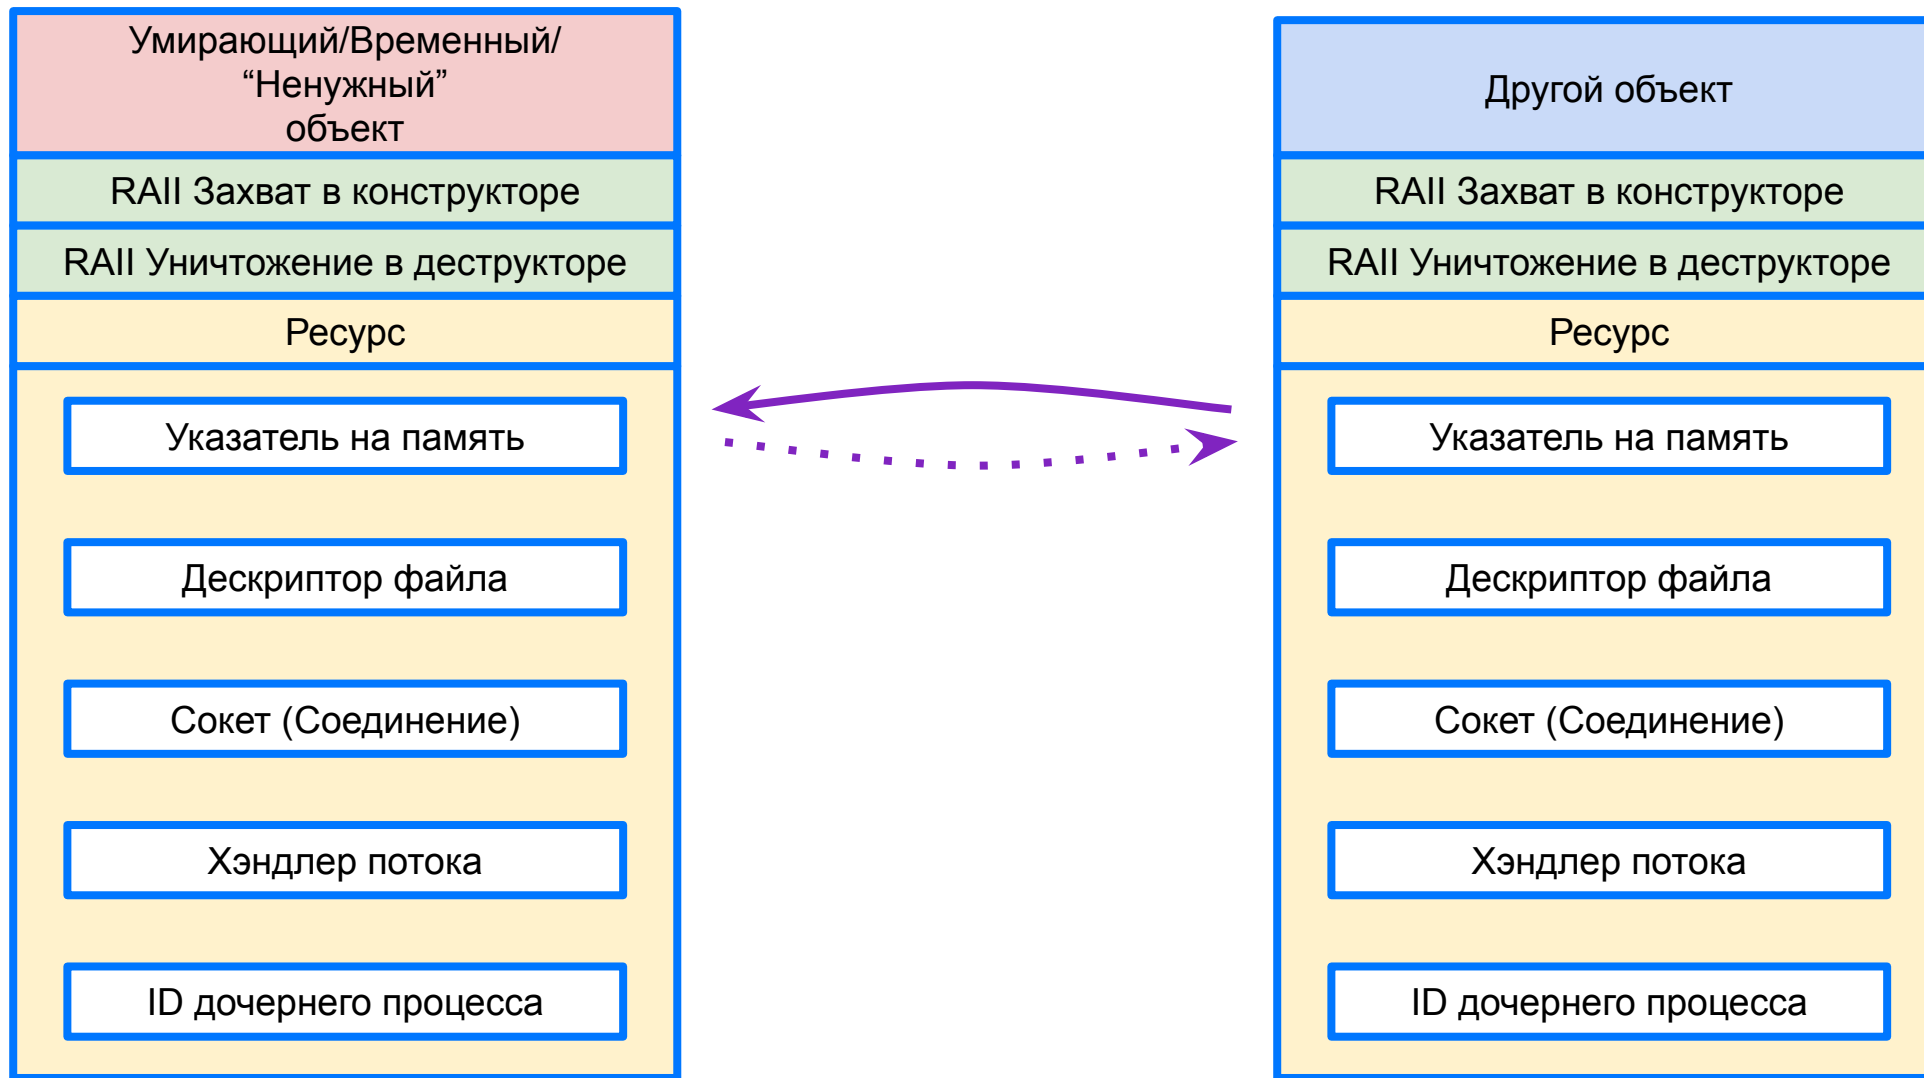 Умирающий/Временный/
“Ненужный”
объект
RAII Захват в конструкторе
RAII Уничтожение в деструкторе
Ресурс
Указатель на память
Дескриптор файла
Сокет (Соединение)
Хэндлер потока
ID дочернего процесса
Другой объект
RAII Захват в конструкторе
RAII Уничтожение в деструкторе
Ресурс
Указатель на память
Дескриптор файла
Сокет (Соединение)
Хэндлер потока
ID дочернего процесса